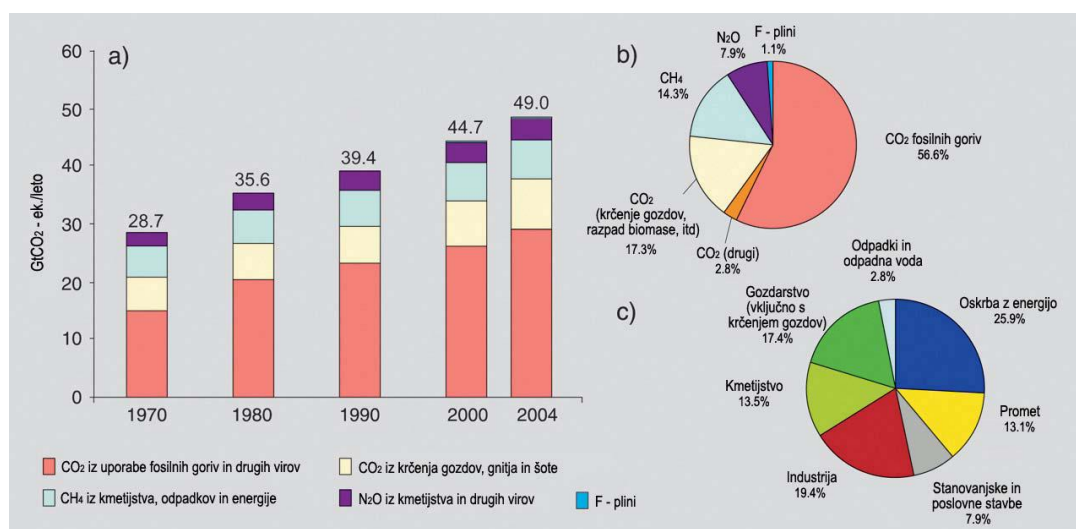 a)
GtCO2 - ek./leto
60
50
40
30
20
10
0
28.7
35.6
39.4
44.7
49.0
1970
1980
1990
2000
2004
CO2 iz uporabe fosilnih goriv in drugih virov
CO2 iz krčenja gozdov, gnitja in šote
CH4 iz kmetijstva, odpadkov in energije
N2O iz kmetijstva in drugih virov
F - plini
b)
F - plini
1.1%
N2O
7.9%
CH4
14.3%
CO2 fosilnih goriv
56.6%
CO2
(krčenje gozdov,
razpad biomase, itd)
17.3%
CO2 (drugi)
2.8%
c)
Odpadki in
odpadna voda
2.8%
Gozdarstvo
(vključno s
krčenjem gozdov)
17.4%
Oskrba z energijo
25.9%
Kmetijstvo
13.5%
Promet
13.1%
Industrija
19.4%
Stanovanjske in
poslovne stavbe
7.9%